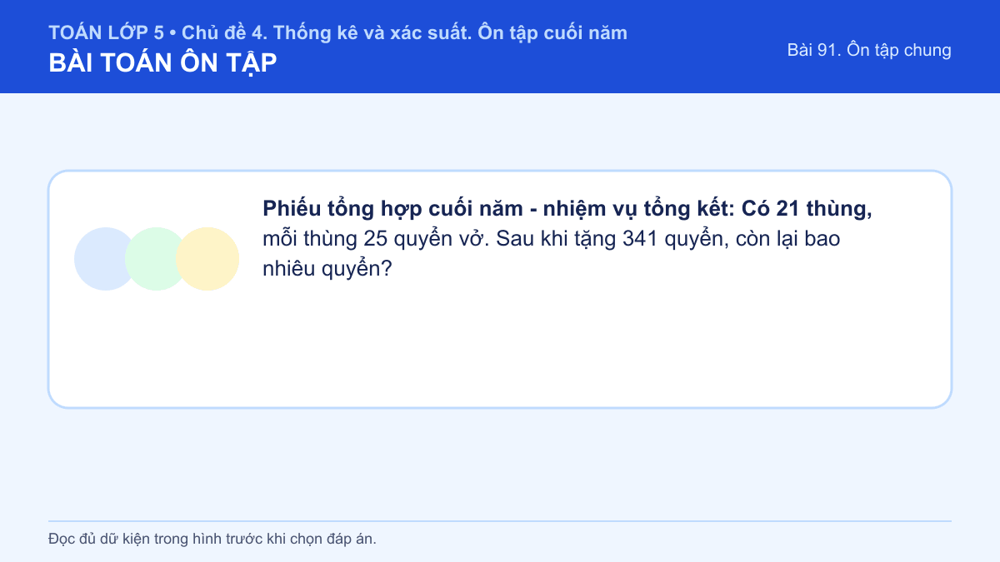 TOÁN LỚP 5 • Chủ đề 4. Thống kê và xác suất. Ôn tập cuối năm
BÀI TOÁN ÔN TẬP
Bài 91. Ôn tập chung
Phiếu tổng hợp cuối năm - nhiệm vụ tổng kết: Có 21 thùng,
mỗi thùng 25 quyển vở. Sau khi tặng 341 quyển, còn lại bao
nhiêu quyển?
Đọc đủ dữ kiện trong hình trước khi chọn đáp án.